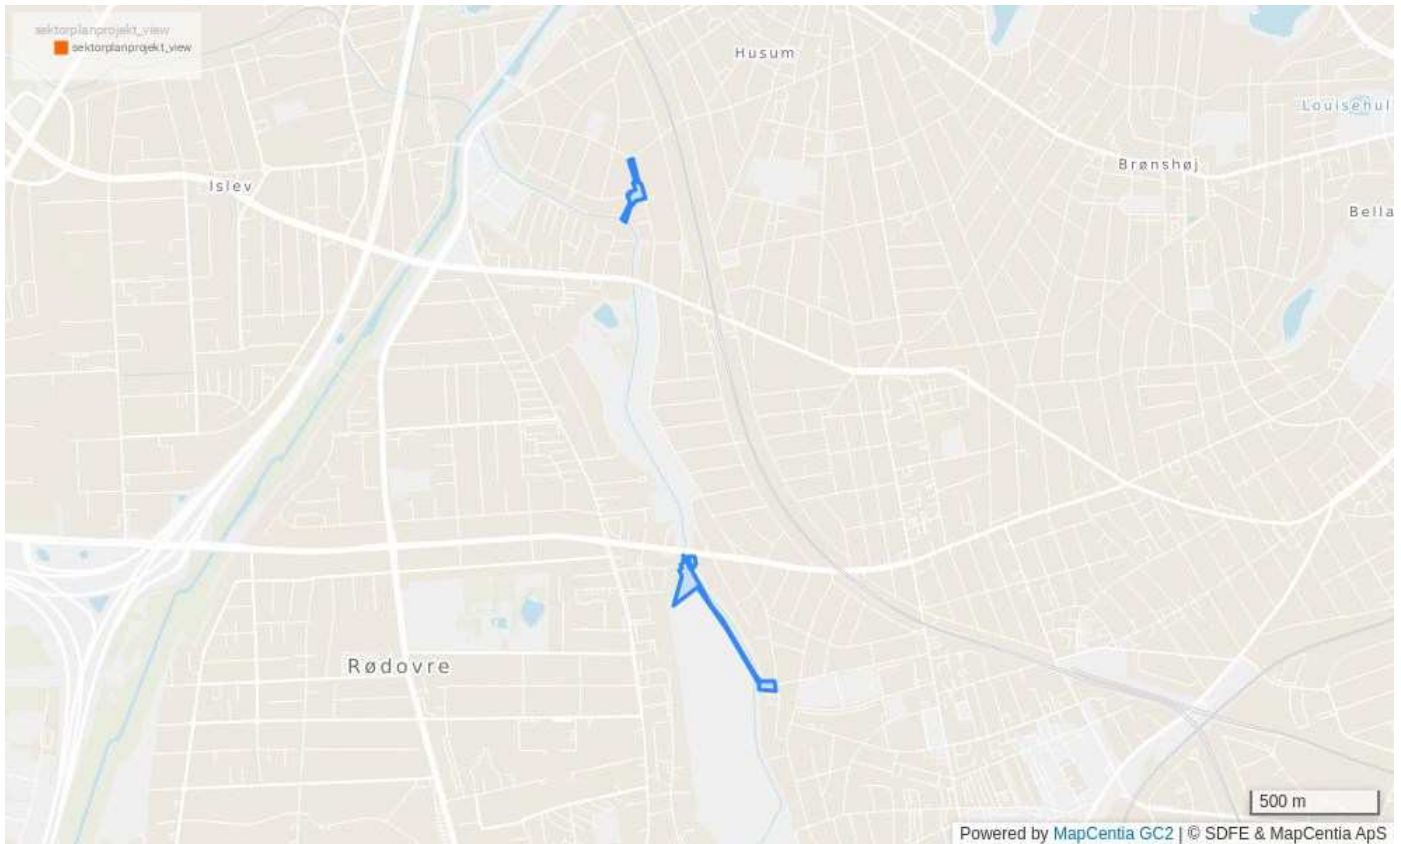 sektorplanprojekt_view
sektorplanprojekt_view
Husum
Louisehul
Brønshøj
Islev
Bella
Rødovre
500 m
Powered by MapCentia GC2 | © SDFE & MapCentia ApS